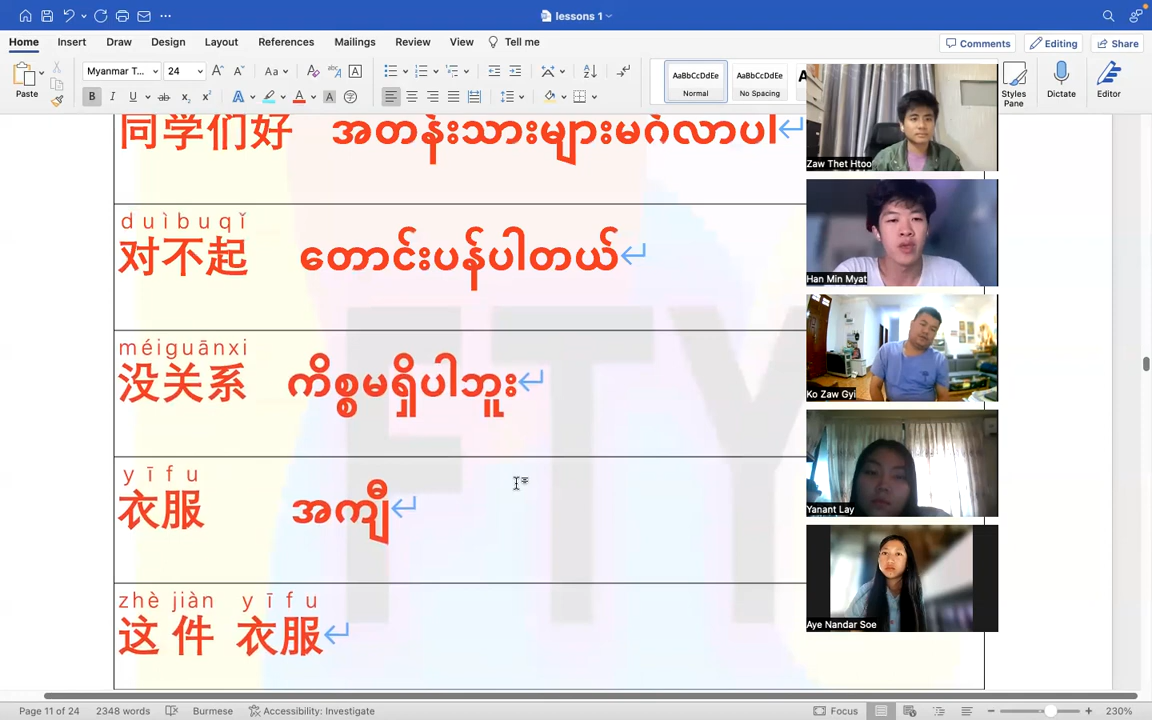 lessons 1
Home Insert Draw Design Layout References Mailings Review View Tell me Comments Editing Share
Paste Myanmar T... 24 Aa AaBbCcDdEe Normal AaBbCcDdEe No Spacing Styles Pane Dictate Editor
同学们好 အတန်းသားများမင်္ဂလာပါ
duìbuqǐ
对不起 တောင်းပန်ပါတယ်
méiguānxi
没关系 ကိစ္စမရှိပါဘူး
yīfu
衣服 အင်္ကျီ
zhè jiàn yīfu
这 件 衣服
FTY
Zaw Thet Htoo
Han Min Myat
Ko Zaw Gyi
Yanant Lay
Aye Nandar Soe
Page 11 of 24 2348 words Burmese Accessibility: Investigate Focus 230%